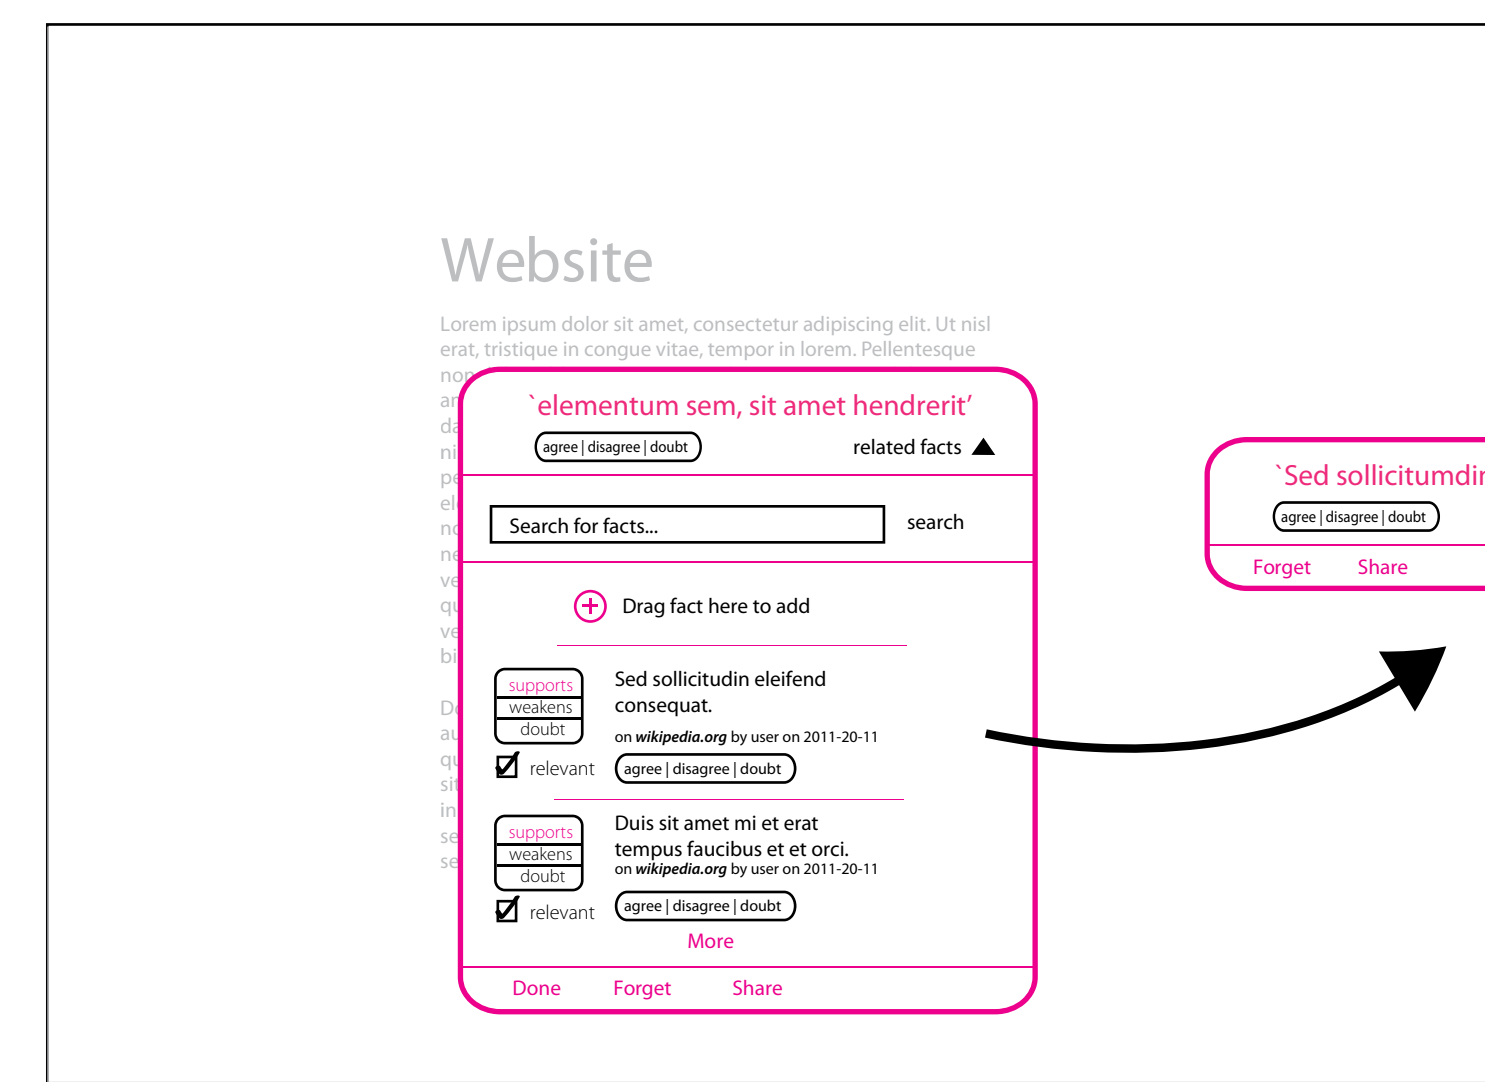 Website
Lorem ipsum dolor sit amet, consectetur adipiscing elit. Ut nisl
erat, tristique in congue vitae, tempor in lorem. Pellentesque
`elementum sem, sit amet hendrerit’
agree | disagree | doubt
related facts
Search for facts...
search
Drag fact here to add
supports
weakens
doubt
relevant
Sed sollicitudin eleifend
consequat.
on wikipedia.org by user on 2011-20-11
agree | disagree | doubt
supports
weakens
doubt
relevant
Duis sit amet mi et erat
tempus faucibus et et orci.
on wikipedia.org by user on 2011-20-11
agree | disagree | doubt
More
Done
Forget
Share
`Sed
agree | disagree | doubt
Forget
Share